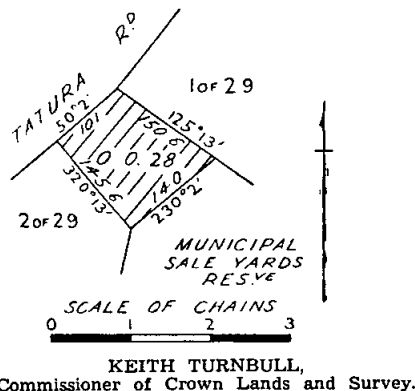 TATURA Rᴰ
1 OF 29
50°2'
101
125°13'
150.6
0 0.28
145.6
320°13'
140
230°2'
2 OF 29
MUNICIPAL
SALE YARDS
RES.VE
SCALE OF CHAINS
0 1 2 3
KEITH TURNBULL,
Commissioner of Crown Lands and Survey.